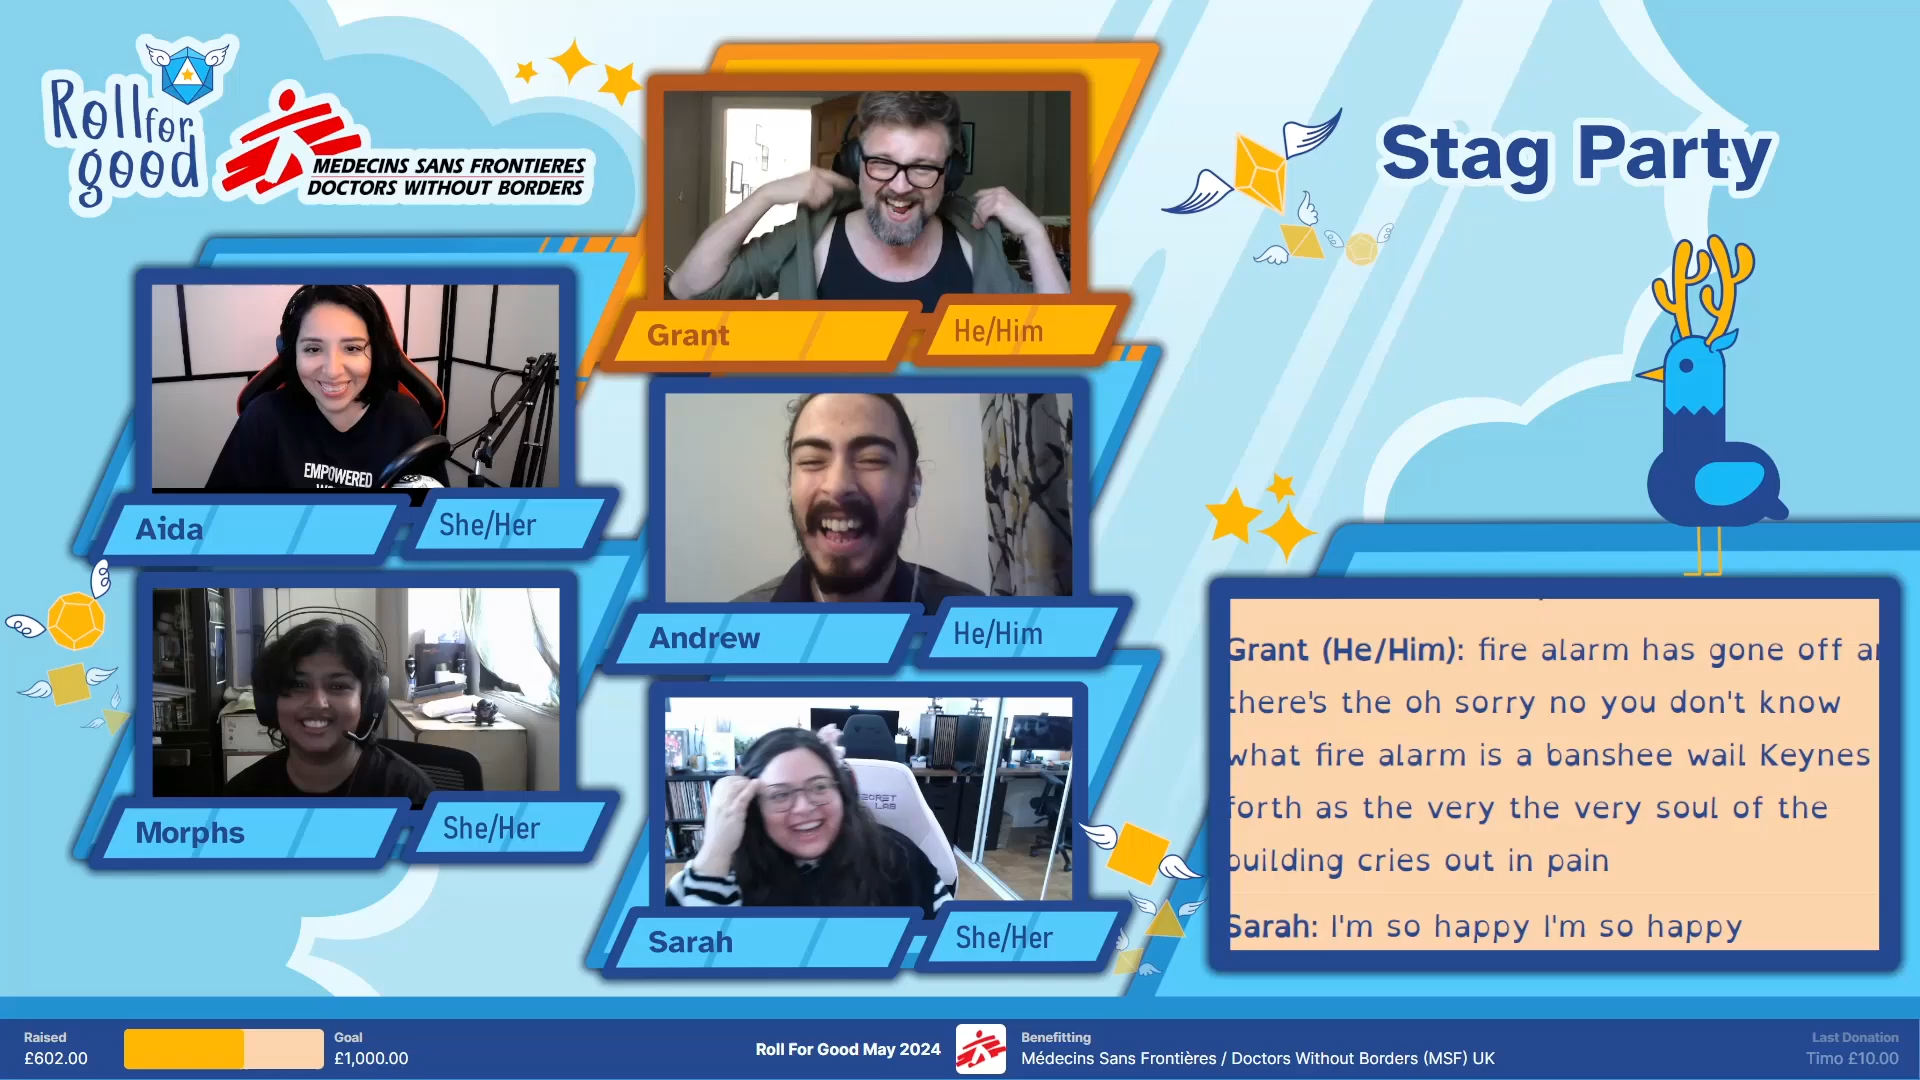 Roll for good
MEDECINS SANS FRONTIERES
DOCTORS WITHOUT BORDERS
Stag Party
Grant
He/Him
EMPOWERED
Aida
She/Her
Andrew
He/Him
Morphs
She/Her
SECRET
LAB
Sarah
She/Her
Grant (He/Him): fire alarm has gone off
there's the oh sorry no you don't know
what fire alarm is a banshee wail Keynes
forth as the very the very soul of the
building cries out in pain
Sarah: I'm so happy I'm so happy
Raised
£602.00
Goal
£1,000.00
Roll For Good May 2024
Benefitting
Médecins Sans Frontières / Doctors Without Borders (MSF) UK
Last Donation
Timo £10.00